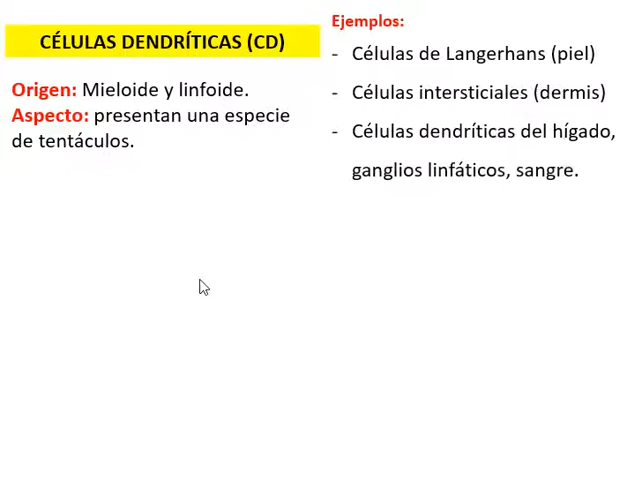 CÉLULAS DENDRÍTICAS (CD)
Origen: Mieloide y linfoide.
Aspecto: presentan una especie
de tentáculos.
Ejemplos:
- Células de Langerhans (piel)
- Células intersticiales (dermis)
- Células dendríticas del hígado,
ganglios linfáticos, sangre.